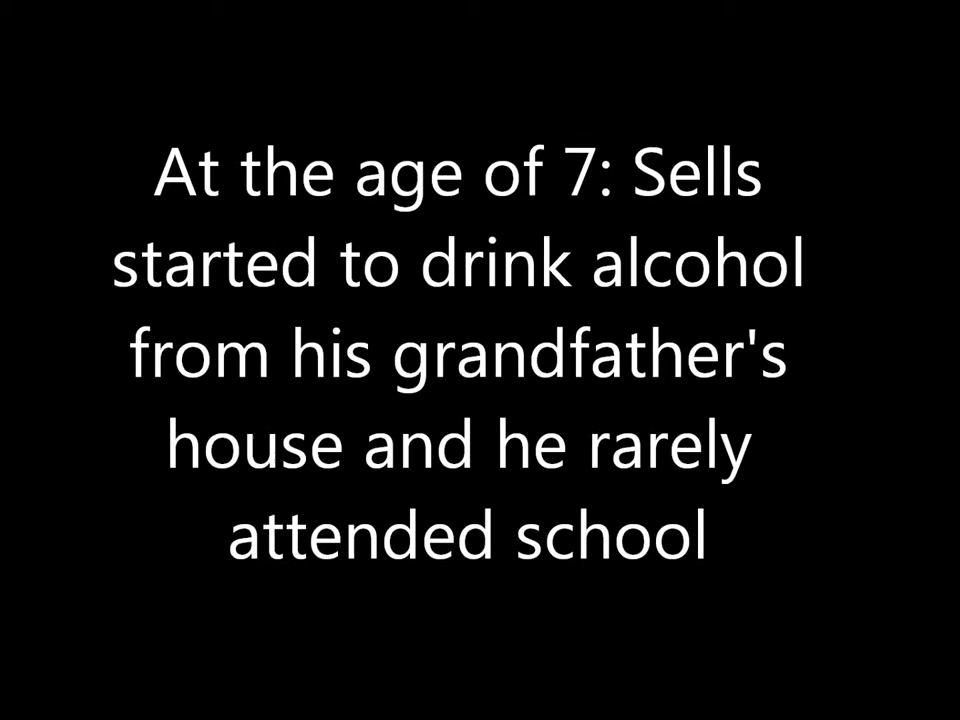 At the age of 7: Sells
started to drink alcohol
from his grandfather's
house and he rarely
attended school